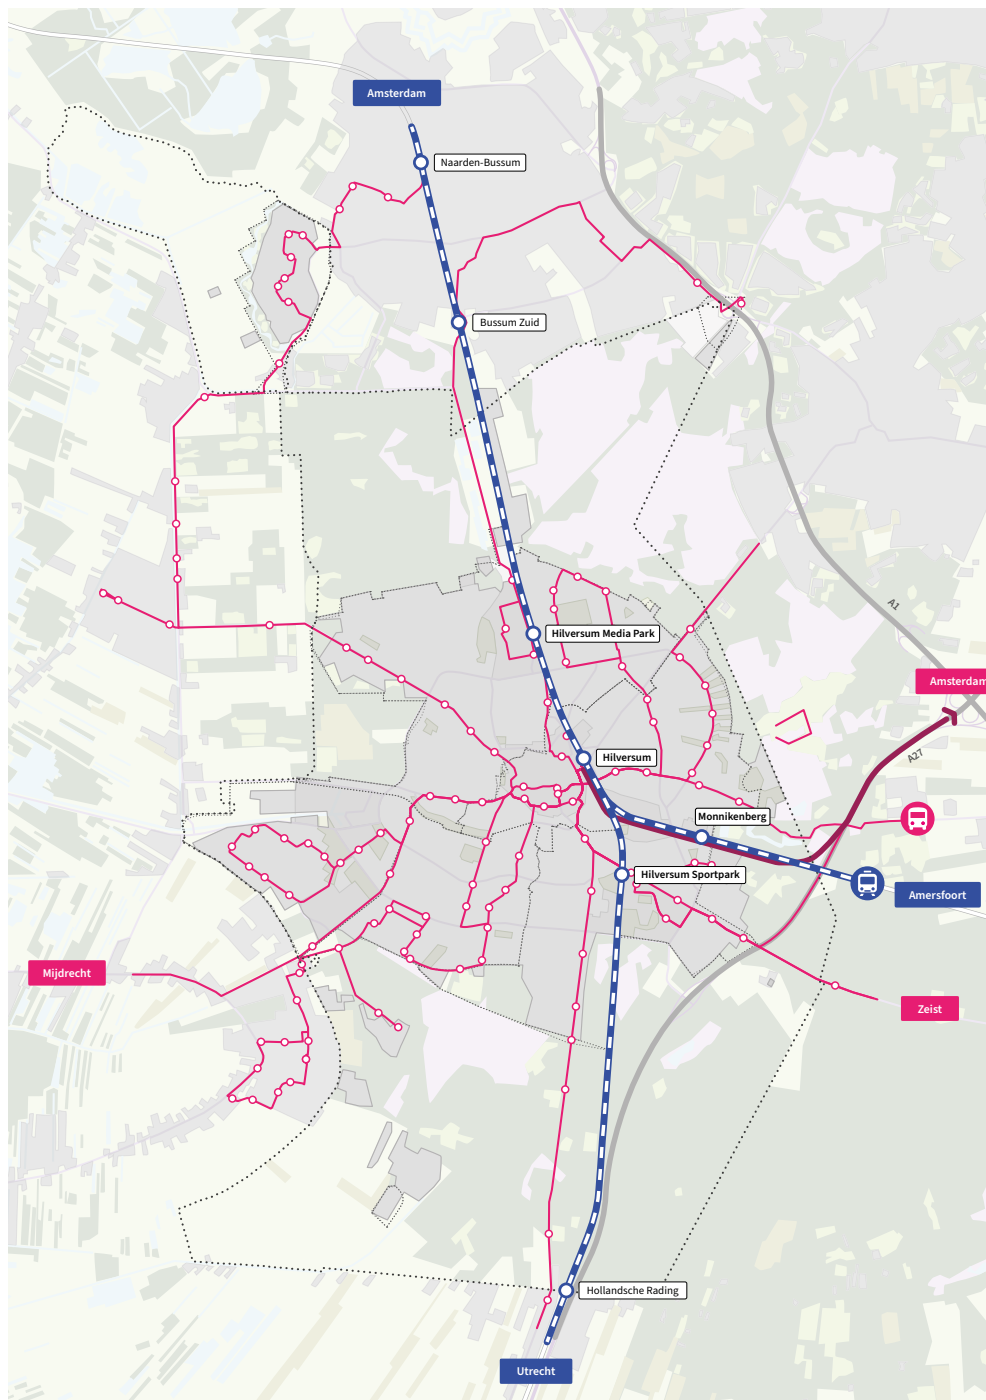 Amsterdam
Naarden-Bussum
Bussum Zuid
A1
Hilversum Media Park
Amsterdam
Hilversum
A27
Monnikenberg
Hilversum Sportpark
Amersfoort
Mijdrecht
Zeist
Hollandsche Rading
Utrecht